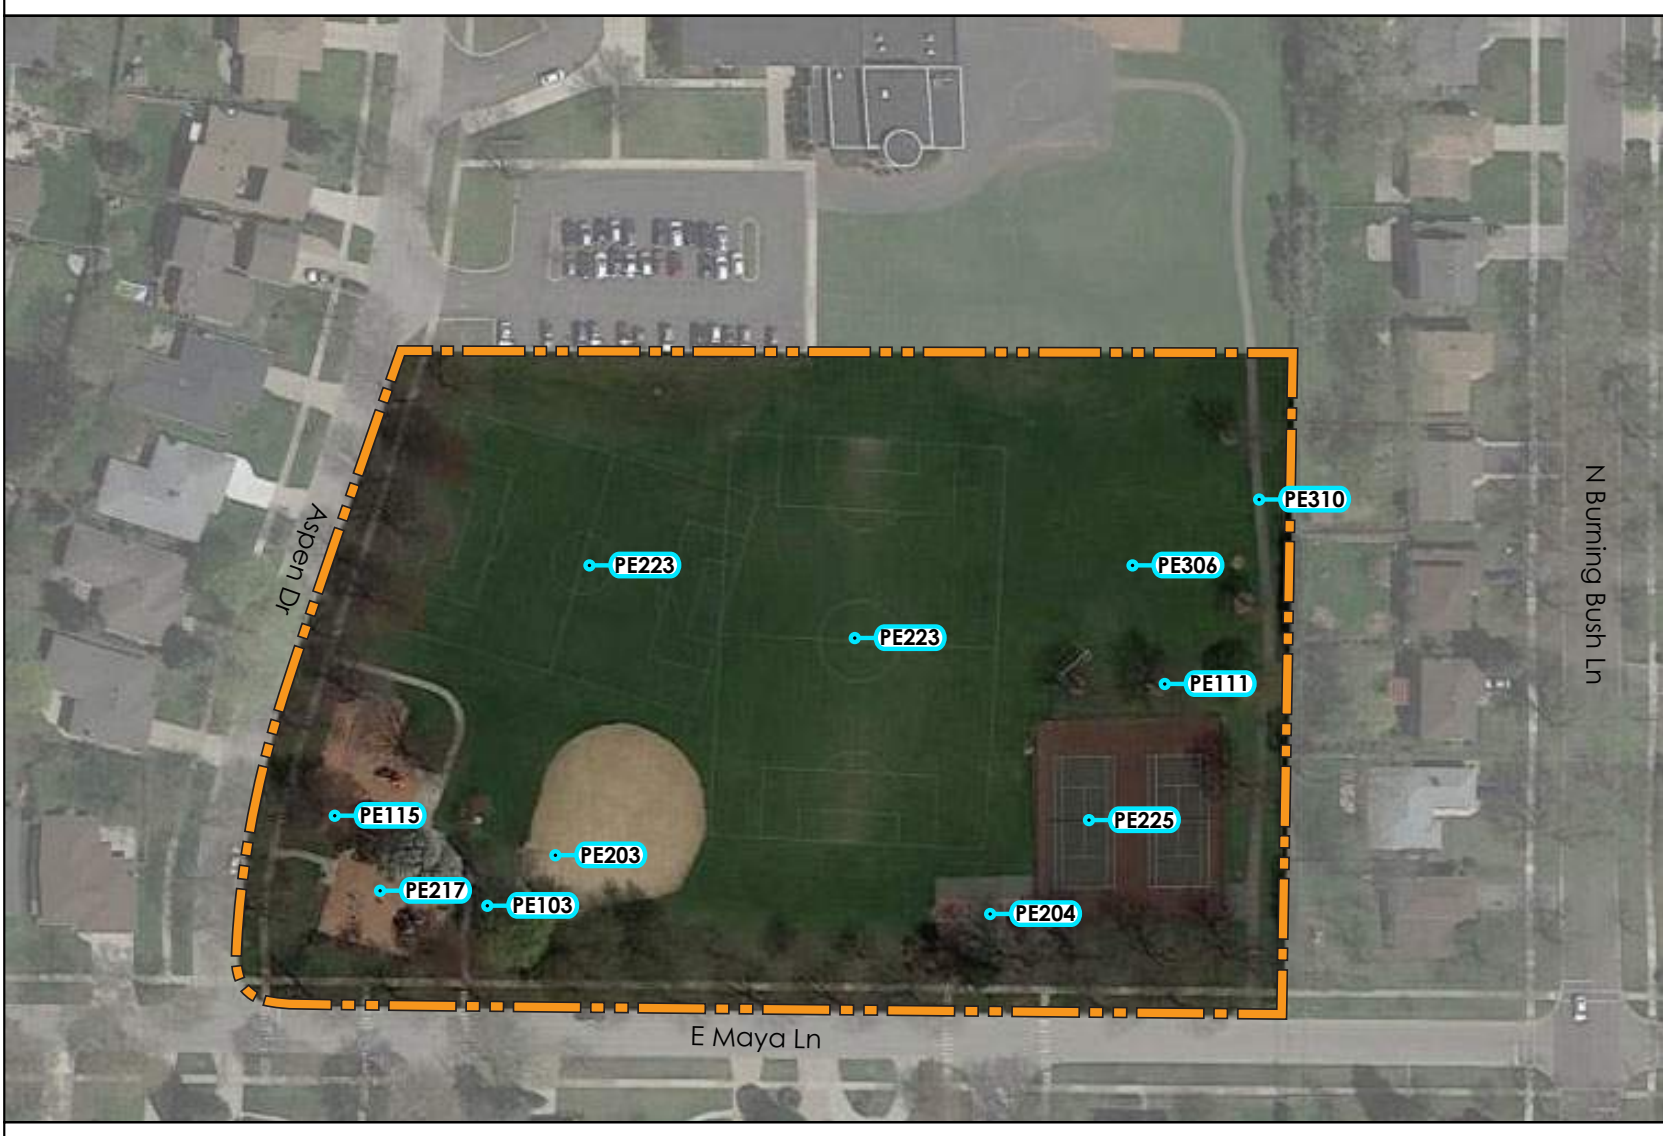 PE310
Aspen Dr
N Burning Bush Ln
PE223
PE306
PE223
PE111
PE115
PE225
PE203
PE217
PE103
PE204
E Maya Ln